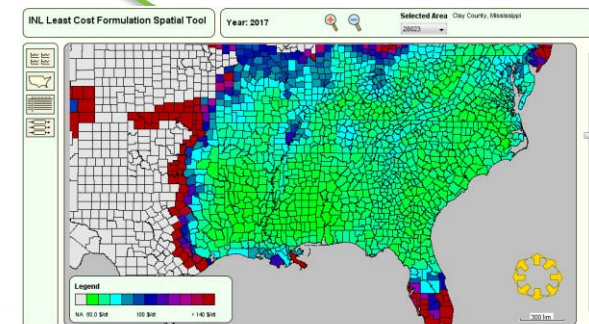 INL Least Cost Formulation Spatial Tool
Year: 2017
Selected Area Clay County, Mississippi
Legend
NA 60.0 $/dt 100 $/dt > 140 $/dt
300 km